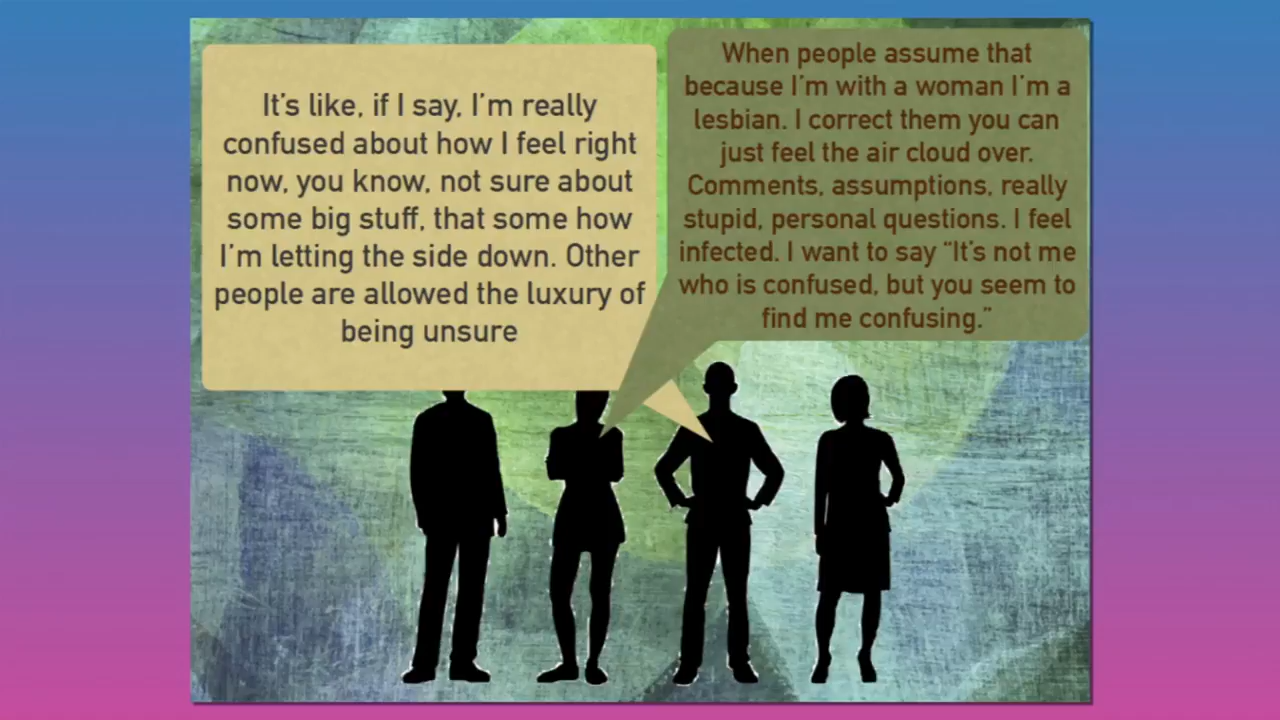 It's like, if I say, I'm really
confused about how I feel right
now, you know, not sure about
some big stuff, that some how
I'm letting the side down. Other
people are allowed the luxury of
being unsure
When people assume that
because I'm with a woman I'm a
lesbian. I correct them you can
just feel the air cloud over.
Comments, assumptions, really
stupid, personal questions. I feel
infected. I want to say “It's not me
who is confused, but you seem to
find me confusing.”